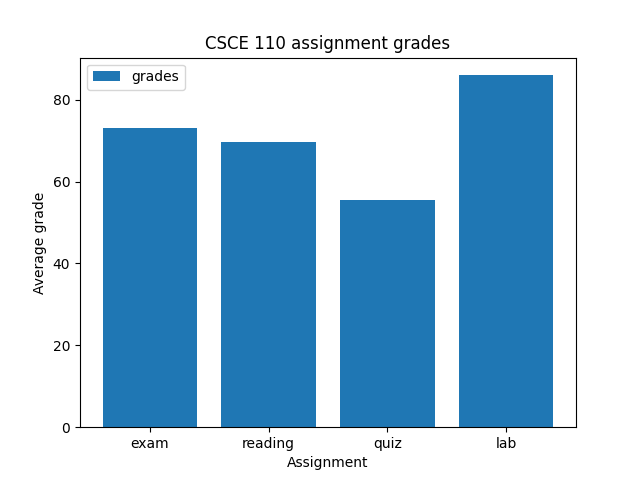 CSCE 110 assignment grades
grades
80
60
40
20
0
Average grade
exam reading quiz lab
Assignment